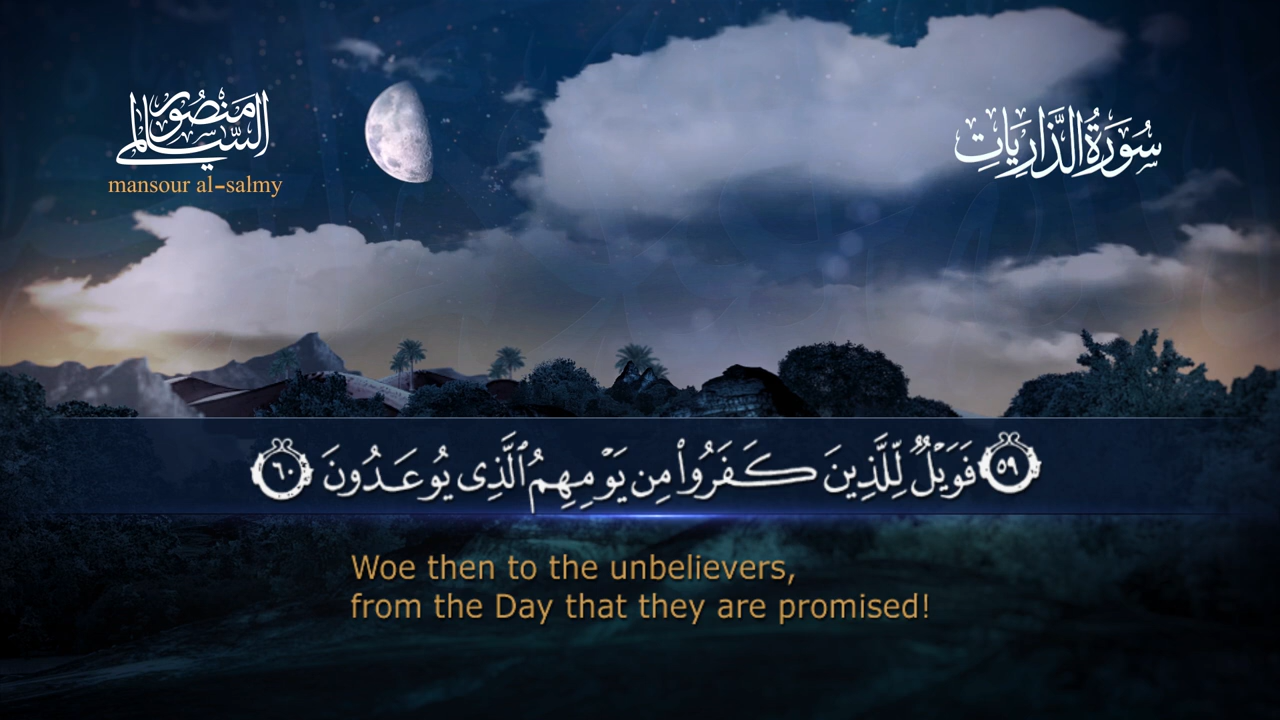 منصور السالمي
mansour al-salmy
سُورَةُ الذَّارِيَاتِ
٥٩ فَوَيْلٌ لِّلَّذِينَ كَفَرُوا۟ مِن يَوْمِهِمُ ٱلَّذِى يُوعَدُونَ ٦٠
Woe then to the unbelievers,
from the Day that they are promised!